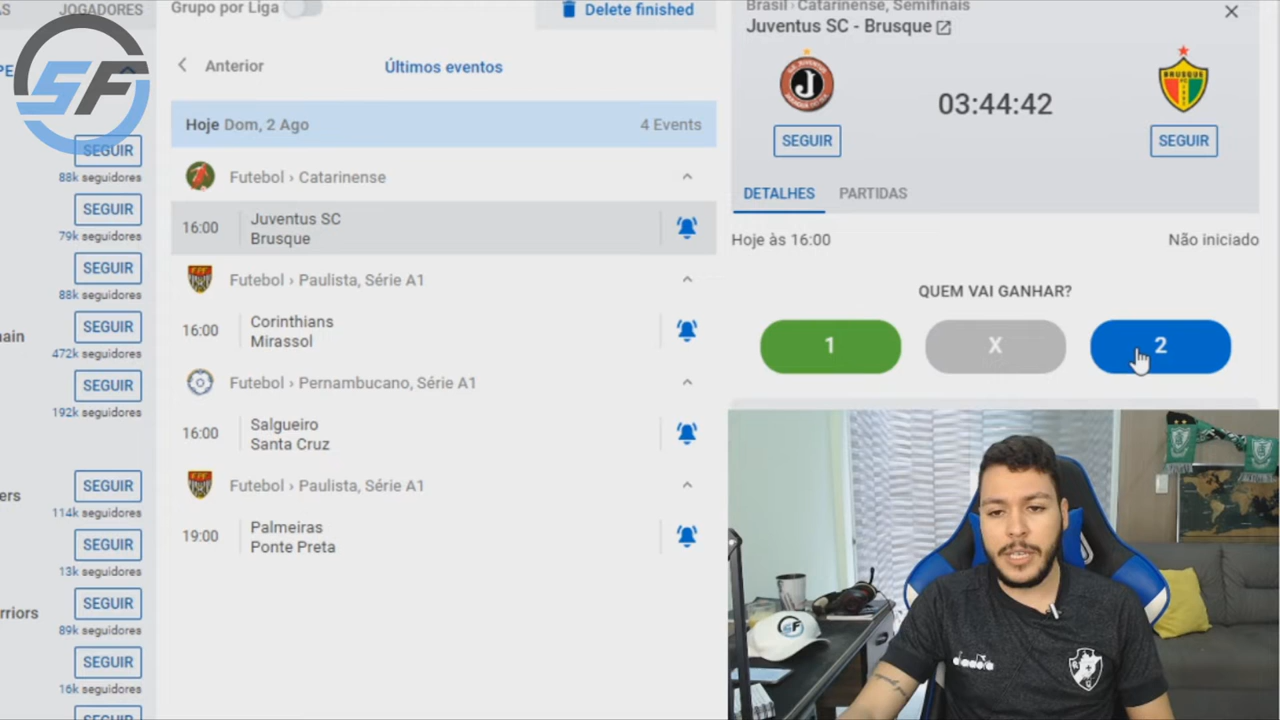 JOGADORES
Grupo por Liga
Delete finished
Brasil › Catarinense, Semifinais
Juventus SC - Brusque
SF
Anterior
Últimos eventos
03:44:42
SEGUIR
SEGUIR
Hoje Dom, 2 Ago
4 Events
SEGUIR
88k seguidores
Futebol › Catarinense
DETALHES
PARTIDAS
SEGUIR
79k seguidores
16:00
Juventus SC
Brusque
Hoje às 16:00
Não iniciado
SEGUIR
88k seguidores
Futebol › Paulista, Série A1
QUEM VAI GANHAR?
ain
SEGUIR
472k seguidores
16:00
Corinthians
Mirassol
1
X
2
SEGUIR
192k seguidores
Futebol › Pernambucano, Série A1
16:00
Salgueiro
Santa Cruz
ers
SEGUIR
114k seguidores
Futebol › Paulista, Série A1
SEGUIR
13k seguidores
19:00
Palmeiras
Ponte Preta
rriors
SEGUIR
89k seguidores
SEGUIR
16k seguidores
SEGUIR
BRUSQUE
J
SF
diadora